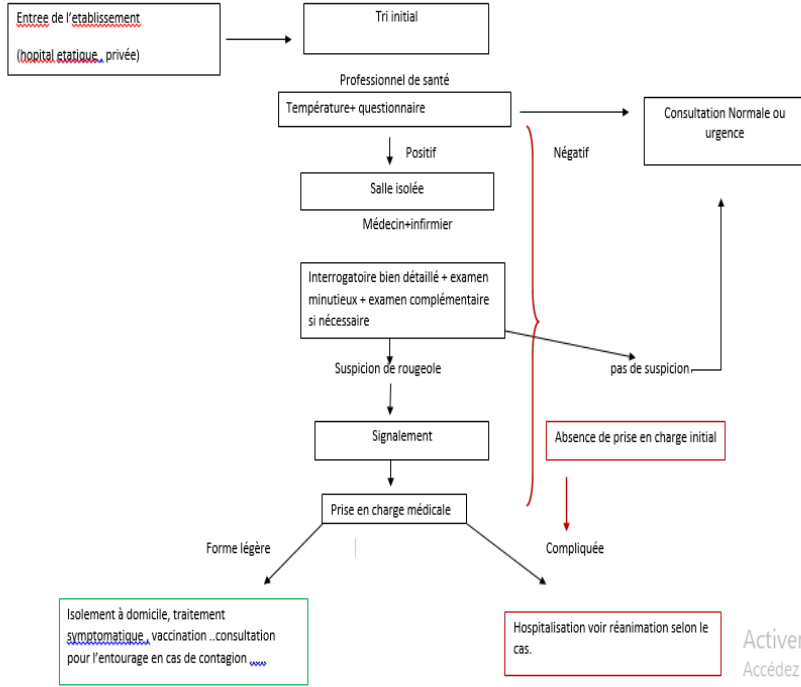 Entree de l'etablissement
(hopital etatique , privée)
Tri initial
Professionnel de santé
Température+ questionnaire
Consultation Normale ou
urgence
Positif
Négatif
Salle isolée
Médecin+infirmier
Interrogatoire bien détaillé + examen
minutieux + examen complémentaire
si nécessaire
Suspicion de rougeole
pas de suspicion
Signalement
Absence de prise en charge initial
Prise en charge médicale
Forme légère
Compliquée
Isolement à domicile, traitement
symptomatique , vaccination ..consultation
pour l'entourage en cas de contagion .....
Hospitalisation voir réanimation selon le
cas.
Activer
Accédez